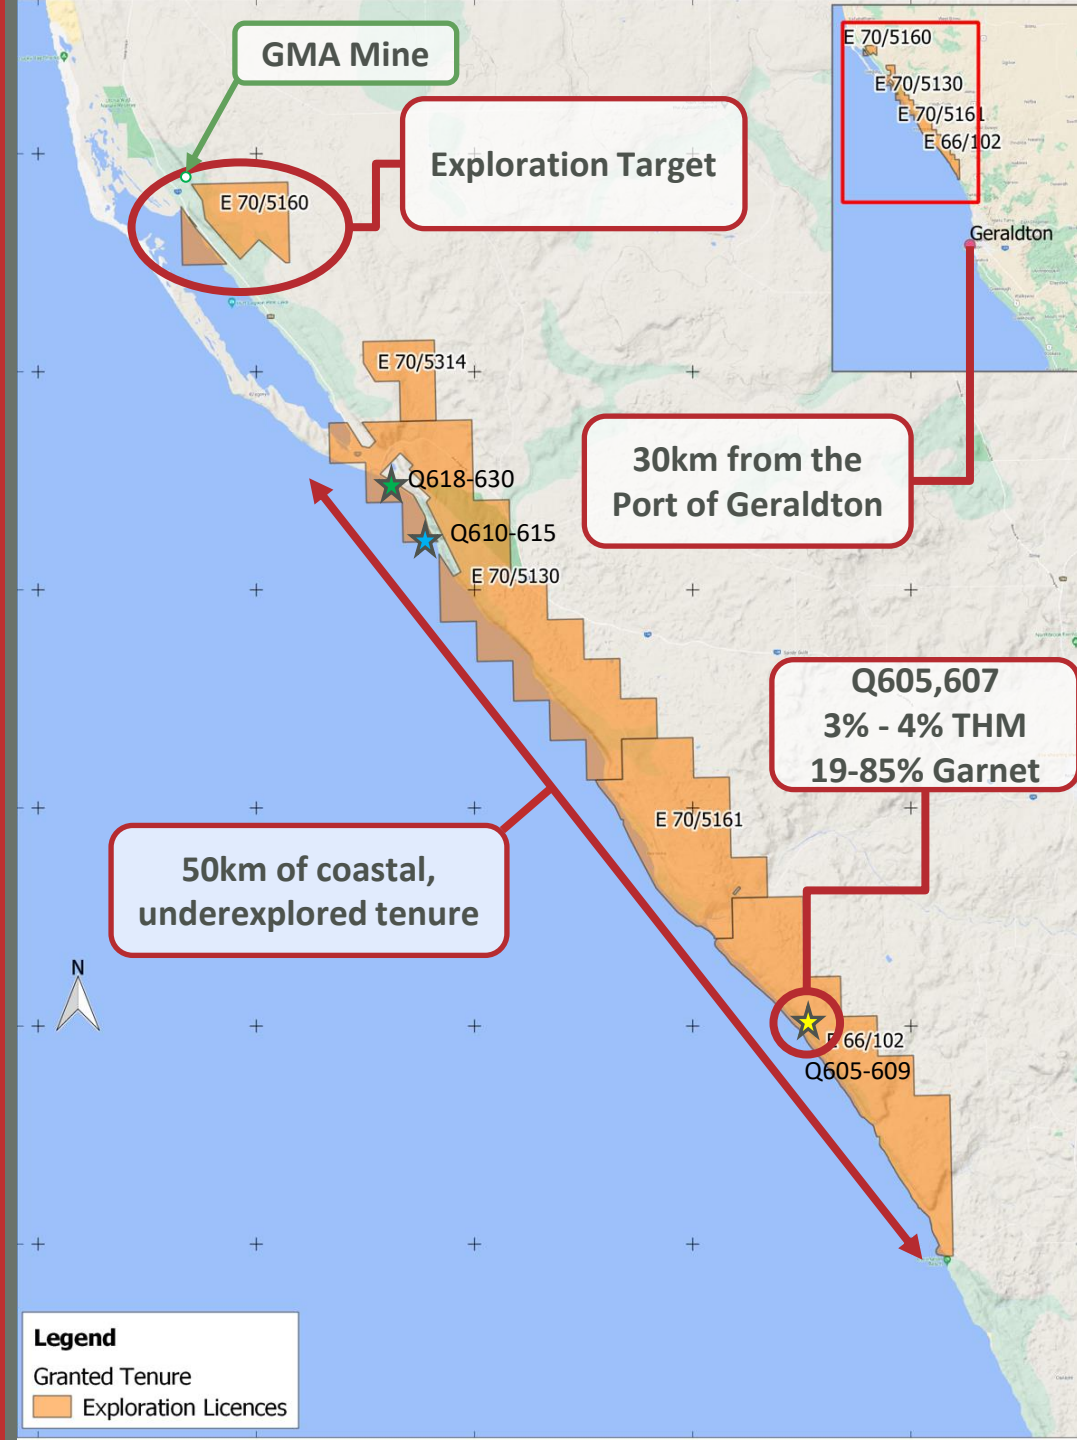 GMA Mine
Exploration Target
E 70/5160
E 70/5160
E 70/5130
E 70/5161
E 66/102
Geraldton
E 70/5314
30km from the
Port of Geraldton
Q618-630
Q610-615
E 70/5130
Q605,607
3% - 4% THM
19-85% Garnet
E 70/5161
50km of coastal,
underexplored tenure
N
E 66/102
Q605-609
Legend
Granted Tenure
Exploration Licences